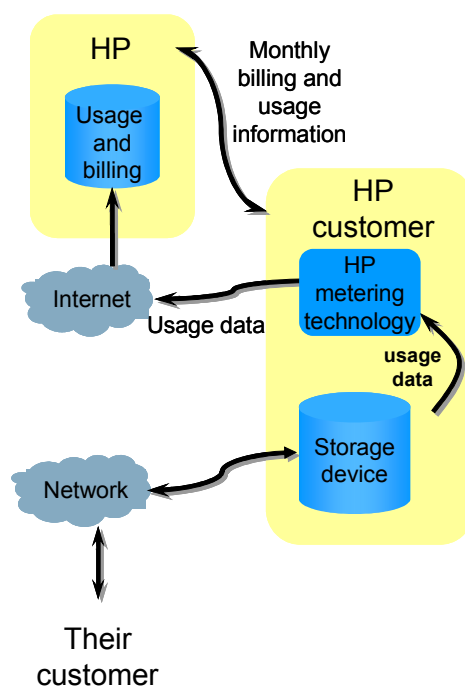 HP
Usage
and
billing
Monthly
billing and
usage
information
HP
customer
HP
metering
technology
Internet
Usage data
usage
data
Storage
device
Network
Their
customer